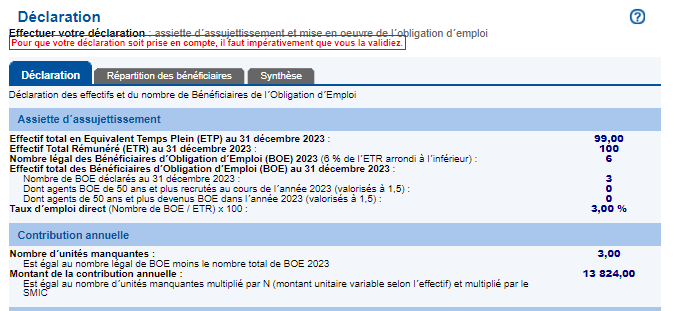 Déclaration
?
Effectuer votre déclaration : assiette d´assujettissement et mise en oeuvre de l´obligation d´emploi
Pour que votre déclaration soit prise en compte, il faut impérativement que vous la validiez.
Déclaration Répartition des bénéficiaires Synthèse
Déclaration des effectifs et du nombre de Bénéficiaires de l´Obligation d´Emploi
Assiette d´assujettissement
Effectif total en Equivalent Temps Plein (ETP) au 31 décembre 2023 : 99,00
Effectif Total Rémunéré (ETR) au 31 décembre 2023 : 100
Nombre légal des Bénéficiaires d´Obligation d´Emploi (BOE) 2023 (6 % de l´ETR arrondi à l´inférieur) : 6
Effectif total des Bénéficiaires d´Obligation d´Emploi (BOE) au 31 décembre 2023 :
Nombre de BOE déclarés au 31 décembre 2023 : 3
Dont agents BOE de 50 ans et plus recrutés au cours de l´année 2023 (valorisés à 1,5) : 0
Dont agents de 50 ans et plus devenus BOE dans l´année 2023 (valorisés à 1,5) : 0
Taux d´emploi direct (Nombre de BOE / ETR) x 100 : 3,00 %
Contribution annuelle
Nombre d´unités manquantes : 3,00
Est égal au nombre légal de BOE moins le nombre total de BOE 2023
Montant de la contribution annuelle : 13 824,00
Est égal au nombre d´unités manquantes multiplié par N (montant unitaire variable selon l´effectif) et multiplié par le
SMIC